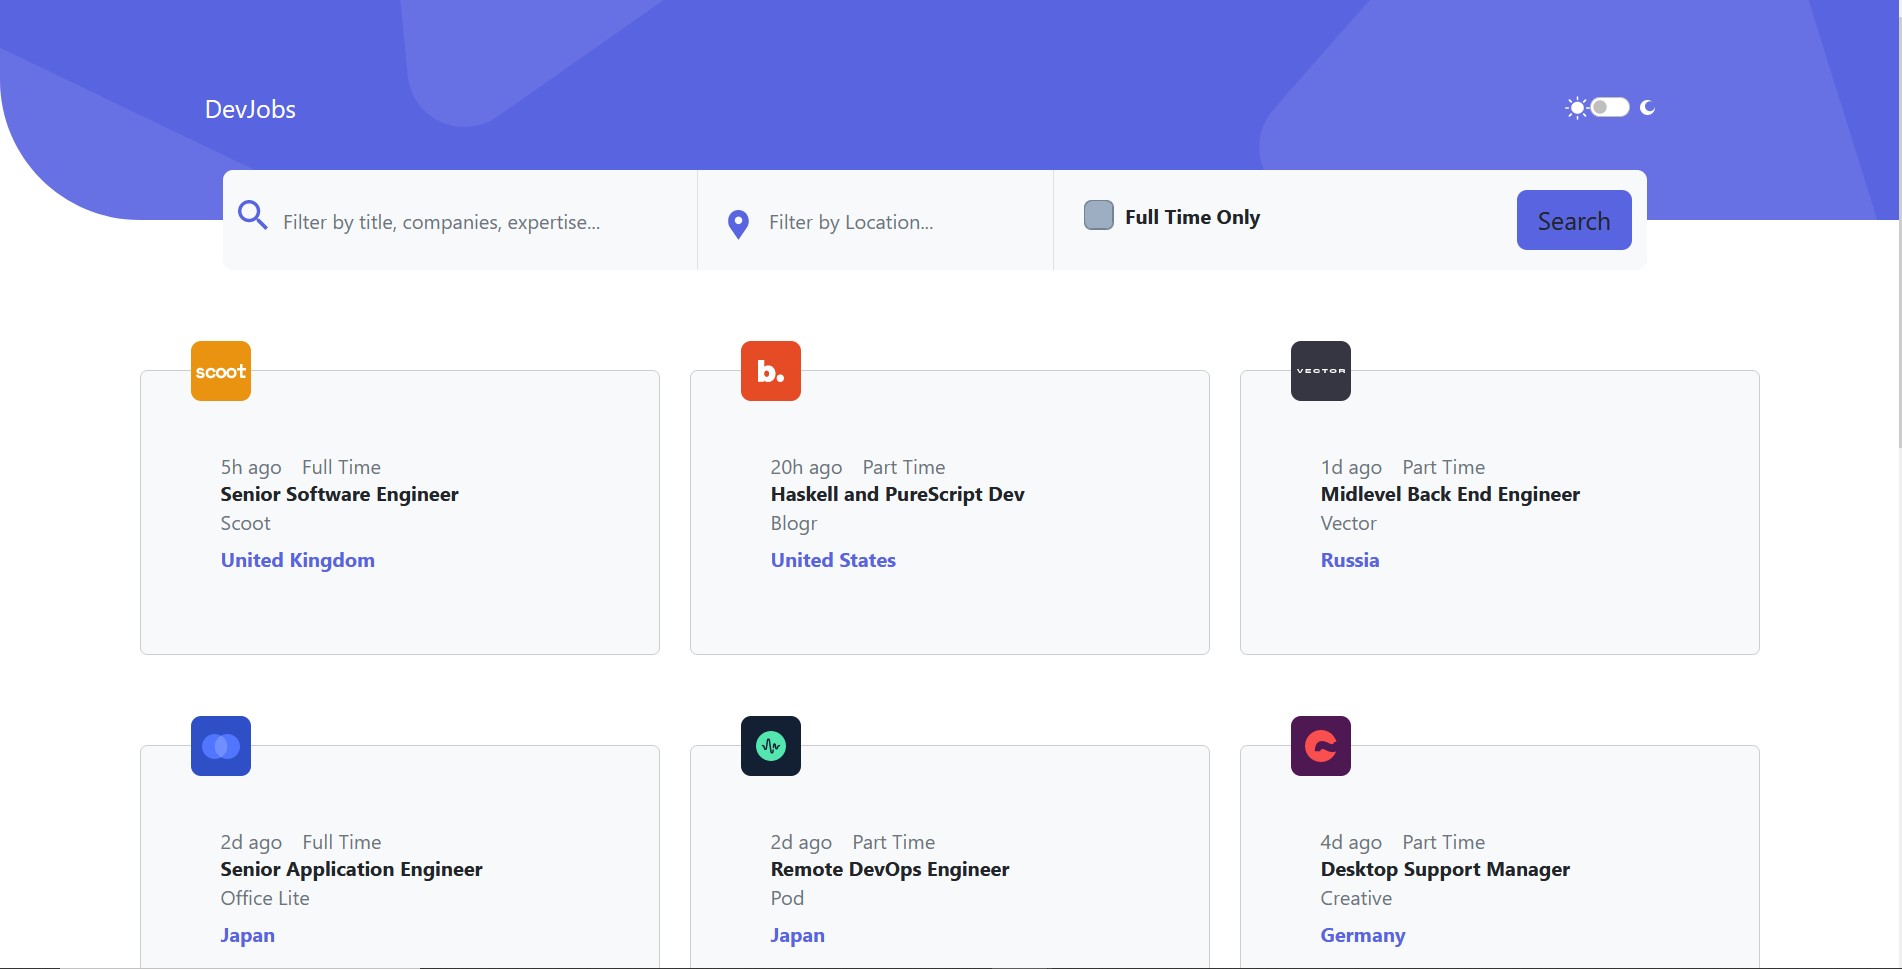 DevJobs
Filter by title, companies, expertise...
Filter by Location...
Full Time Only
Search
scoot
5h ago Full Time
Senior Software Engineer
Scoot
United Kingdom
b.
20h ago Part Time
Haskell and PureScript Dev
Blogr
United States
VECTOR
1d ago Part Time
Midlevel Back End Engineer
Vector
Russia
2d ago Full Time
Senior Application Engineer
Office Lite
Japan
2d ago Part Time
Remote DevOps Engineer
Pod
Japan
4d ago Part Time
Desktop Support Manager
Creative
Germany